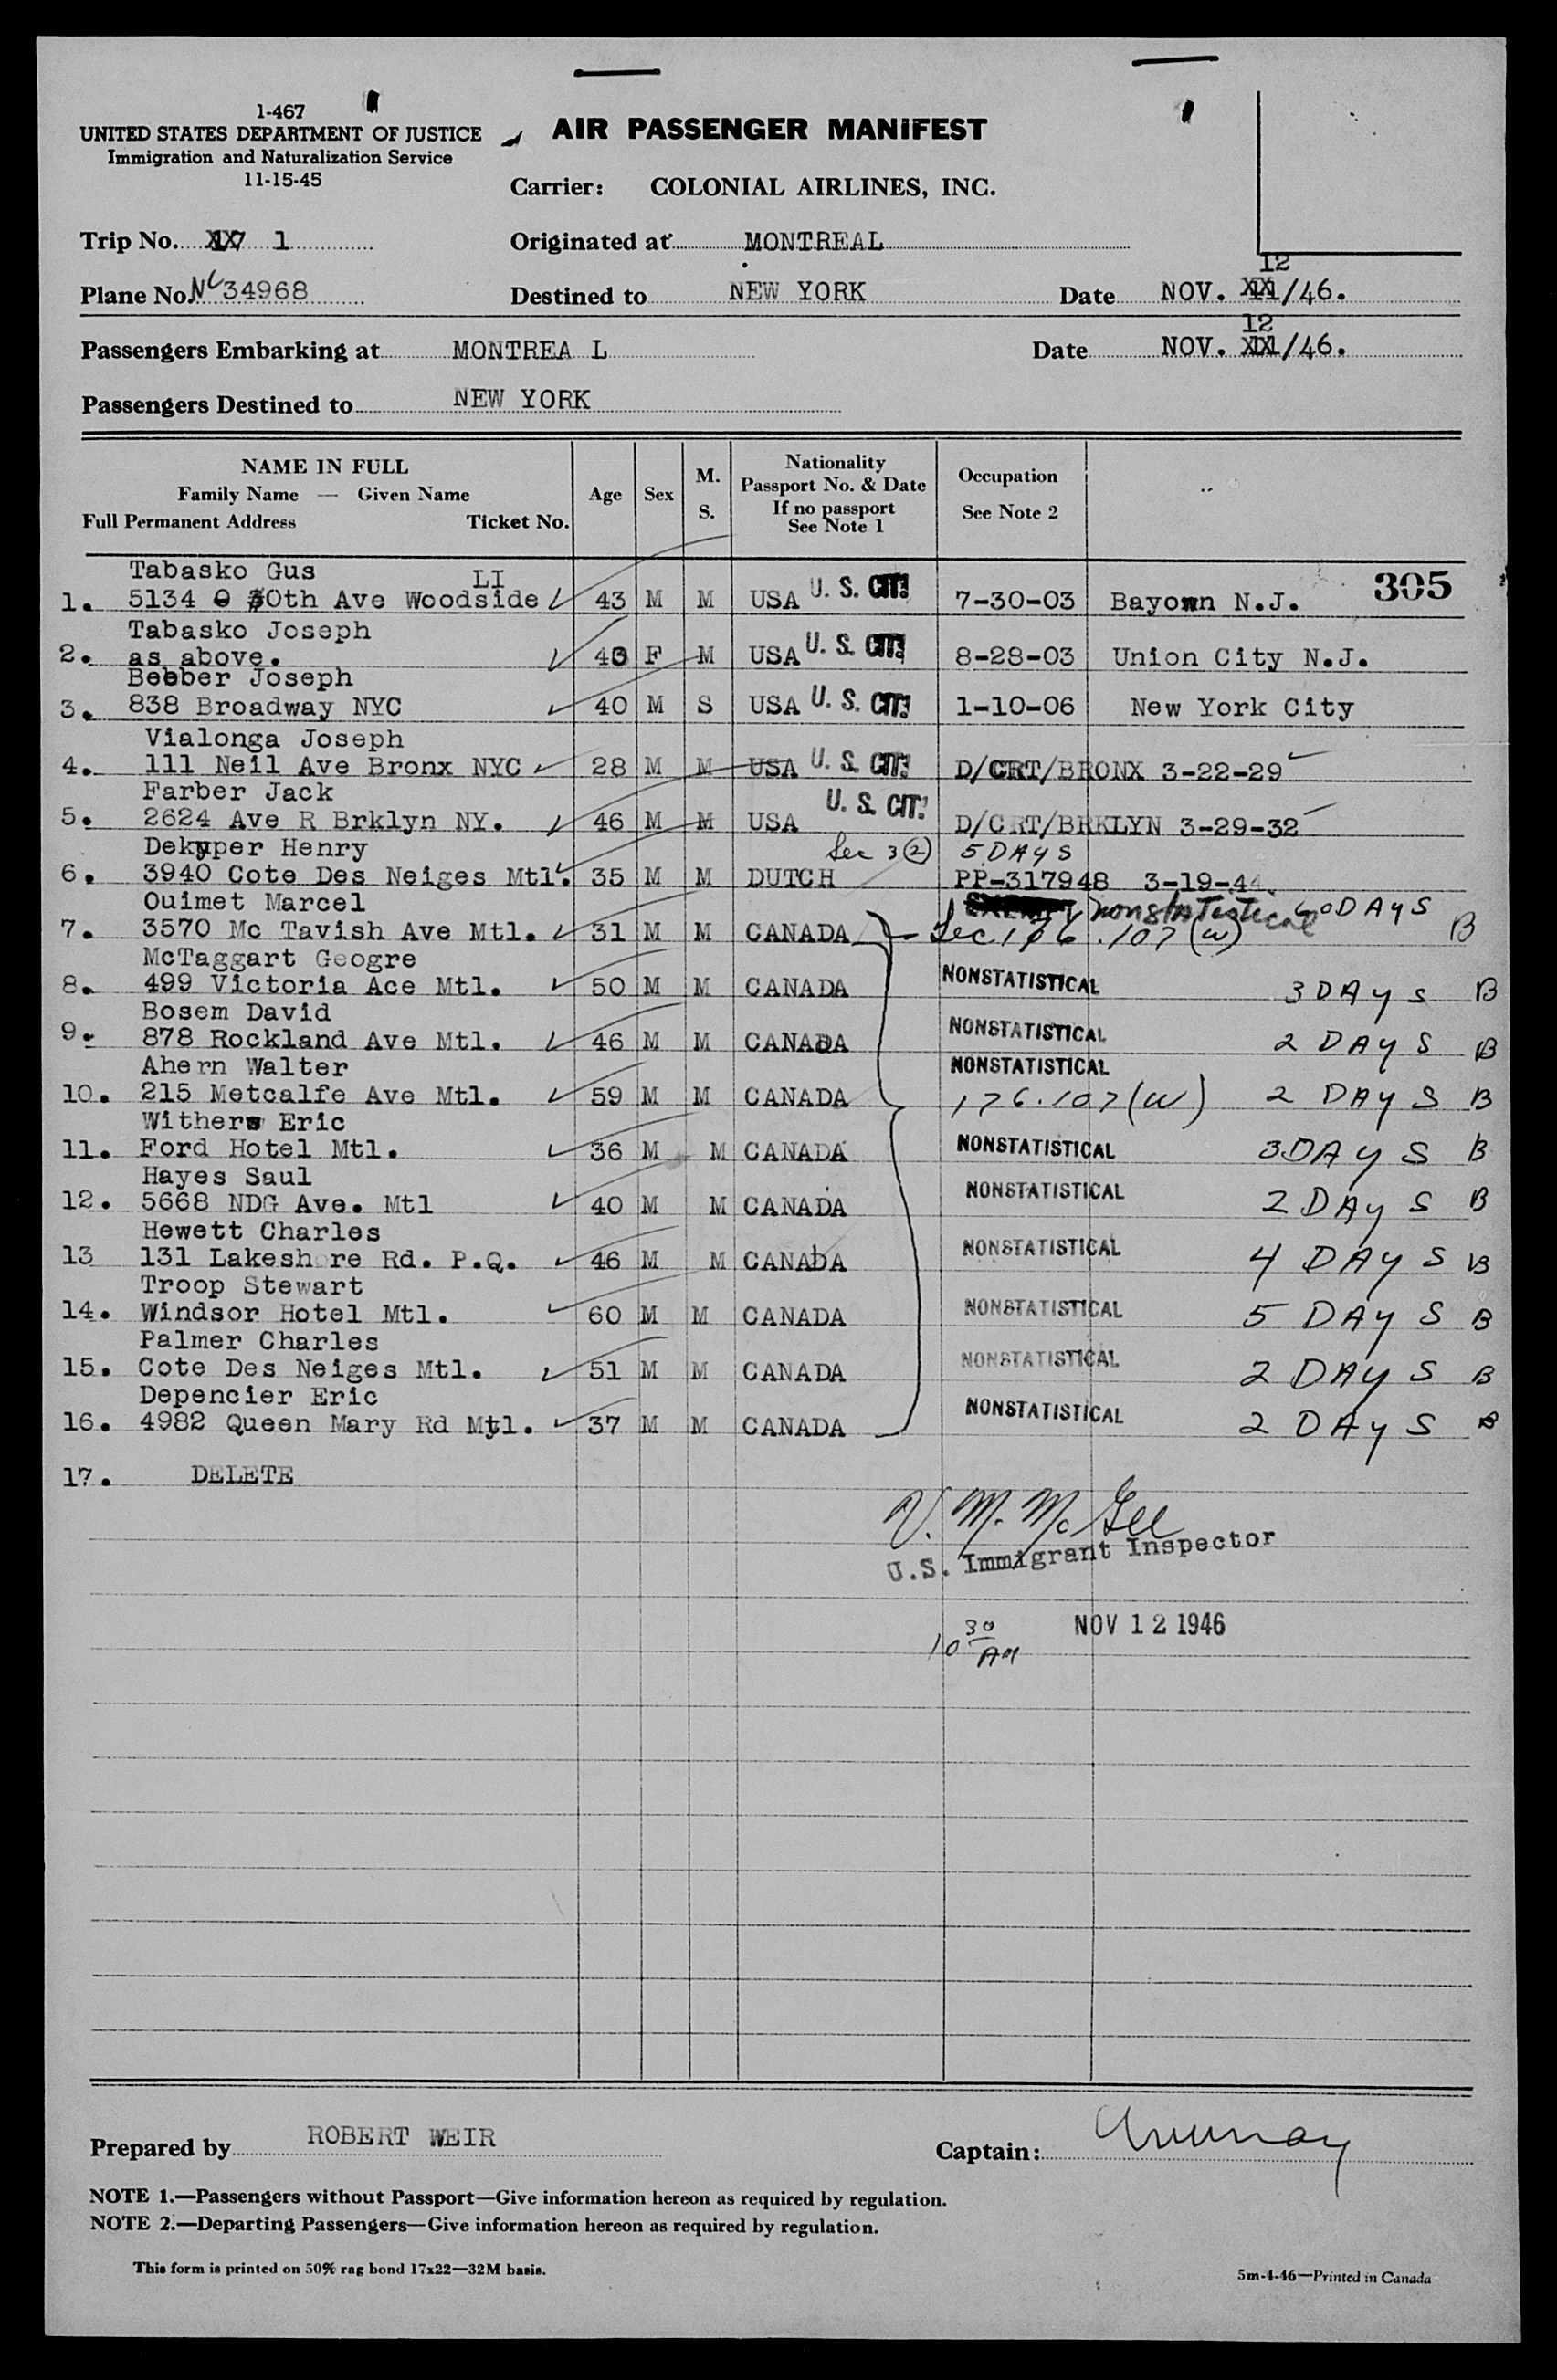 1-467
UNITED STATES DEPARTMENT OF JUSTICE
Immigration and Naturalization Service
11-15-45
AIR PASSENGER MANIFEST
Carrier: COLONIAL AIRLINES, INC.
Trip No. 1
Originated at MONTREAL
Plane No. NC 34968
Destined to NEW YORK
12
Date NOV. /46.
Passengers Embarking at MONTREA L
12
Date NOV. /46.
Passengers Destined to NEW YORK
NAME IN FULL
Family Name — Given Name
Full Permanent Address Ticket No.
Age
Sex
M.
S.
Nationality
Passport No. & Date
If no passport
See Note 1
Occupation
See Note 2
305
Tabasko Gus
LI
1. 5134 30th Ave Woodside 43 M M USA U. S. CIT. 7-30-03 Bayown N.J.
Tabasko Joseph
2. as above. 43 F M USA U. S. CIT. 8-28-03 Union City N.J.
Bebber Joseph
3. 838 Broadway NYC 40 M S USA U. S. CIT. 1-10-06 New York City
Vialonga Joseph
4. 111 Neil Ave Bronx NYC 28 M M USA U. S. CIT. D/CRT/BRONX 3-22-29
Farber Jack
5. 2624 Ave R Brklyn NY. 46 M M USA U. S. CIT. D/CRT/BRKLYN 3-29-32
Dekyper Henry Sec 3(2) 5 DAYS
6. 3940 Cote Des Neiges Mtl. 35 M M DUTCH PP-317948 3-19-44.
Ouimet Marcel nonstatistical 60 DAYS
7. 3570 Mc Tavish Ave Mtl. 31 M M CANADA Sec. 176.107(w) B
McTaggart Geogre
8. 499 Victoria Ace Mtl. 50 M M CANADA NONSTATISTICAL 3 DAYS B
Bosem David
9. 878 Rockland Ave Mtl. 46 M M CANADA NONSTATISTICAL 2 DAYS B
Ahern Walter NONSTATISTICAL
10. 215 Metcalfe Ave Mtl. 59 M M CANADA 176.107(w) 2 DAYS B
Withers Eric
11. Ford Hotel Mtl. 36 M M CANADA NONSTATISTICAL 3 DAYS B
Hayes Saul
12. 5668 NDG Ave. Mtl 40 M M CANADA NONSTATISTICAL 2 DAYS B
Hewett Charles
13 131 Lakeshore Rd. P.Q. 46 M M CANADA NONSTATISTICAL 4 DAYS B
Troop Stewart
14. Windsor Hotel Mtl. 60 M M CANADA NONSTATISTICAL 5 DAYS B
Palmer Charles
15. Cote Des Neiges Mtl. 51 M M CANADA NONSTATISTICAL 2 DAYS B
Depencier Eric
16. 4982 Queen Mary Rd Mtl. 37 M M CANADA NONSTATISTICAL 2 DAYS B
17. DELETE
V. M. McGee
U.S. Immigrant Inspector
10 30 AM NOV 12 1946
Prepared by ROBERT WEIR
Captain:
NOTE 1.—Passengers without Passport—Give information hereon as required by regulation.
NOTE 2.—Departing Passengers—Give information hereon as required by regulation.
This form is printed on 50% rag bond 17x22—32M basis.
5m-4-46—Printed in Canada